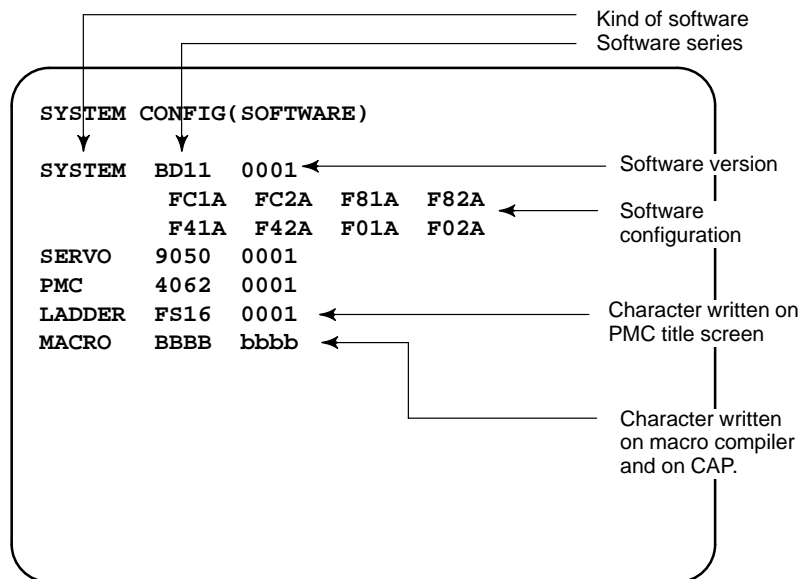 Kind of software
Software series
SYSTEM CONFIG(SOFTWARE)
SYSTEM BD11 0001
Software version
FC1A FC2A F81A F82A
F41A F42A F01A F02A
Software
configuration
SERVO 9050 0001
PMC 4062 0001
LADDER FS16 0001
Character written on
PMC title screen
MACRO BBBB bbbb
Character written
on macro compiler
and on CAP.